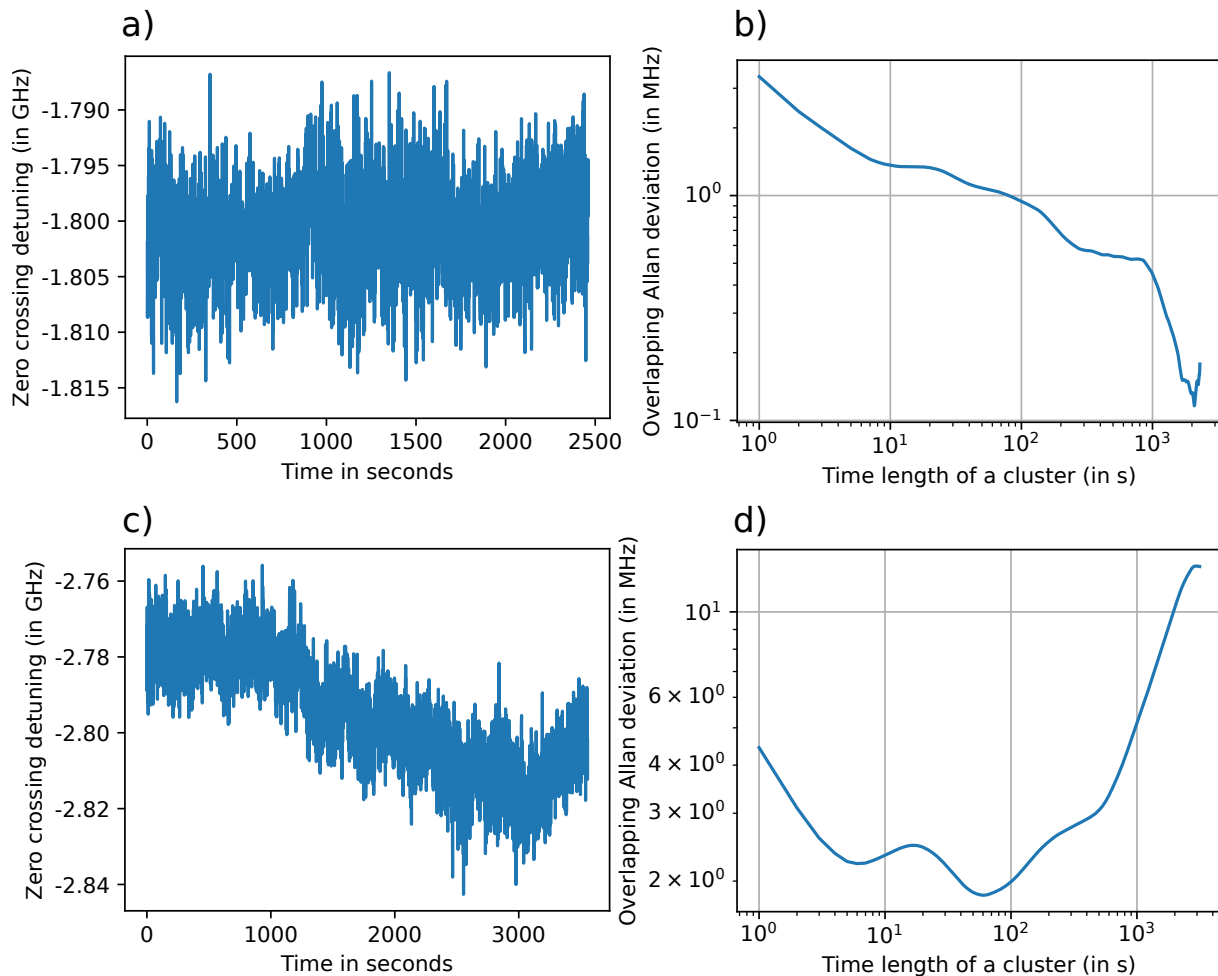 a)
Zero crossing detuning (in GHz)
-1.790
-1.795
-1.800
-1.805
-1.810
-1.815
0 500 1000 1500 2000 2500
Time in seconds
b)
Overlapping Allan deviation (in MHz)
10⁰
10⁻¹
10⁰ 10¹ 10² 10³
Time length of a cluster (in s)
c)
Zero crossing detuning (in GHz)
-2.76
-2.78
-2.80
-2.82
-2.84
0 1000 2000 3000
Time in seconds
d)
Overlapping Allan deviation (in MHz)
10¹
6 × 10⁰
4 × 10⁰
3 × 10⁰
2 × 10⁰
10⁰ 10¹ 10² 10³
Time length of a cluster (in s)